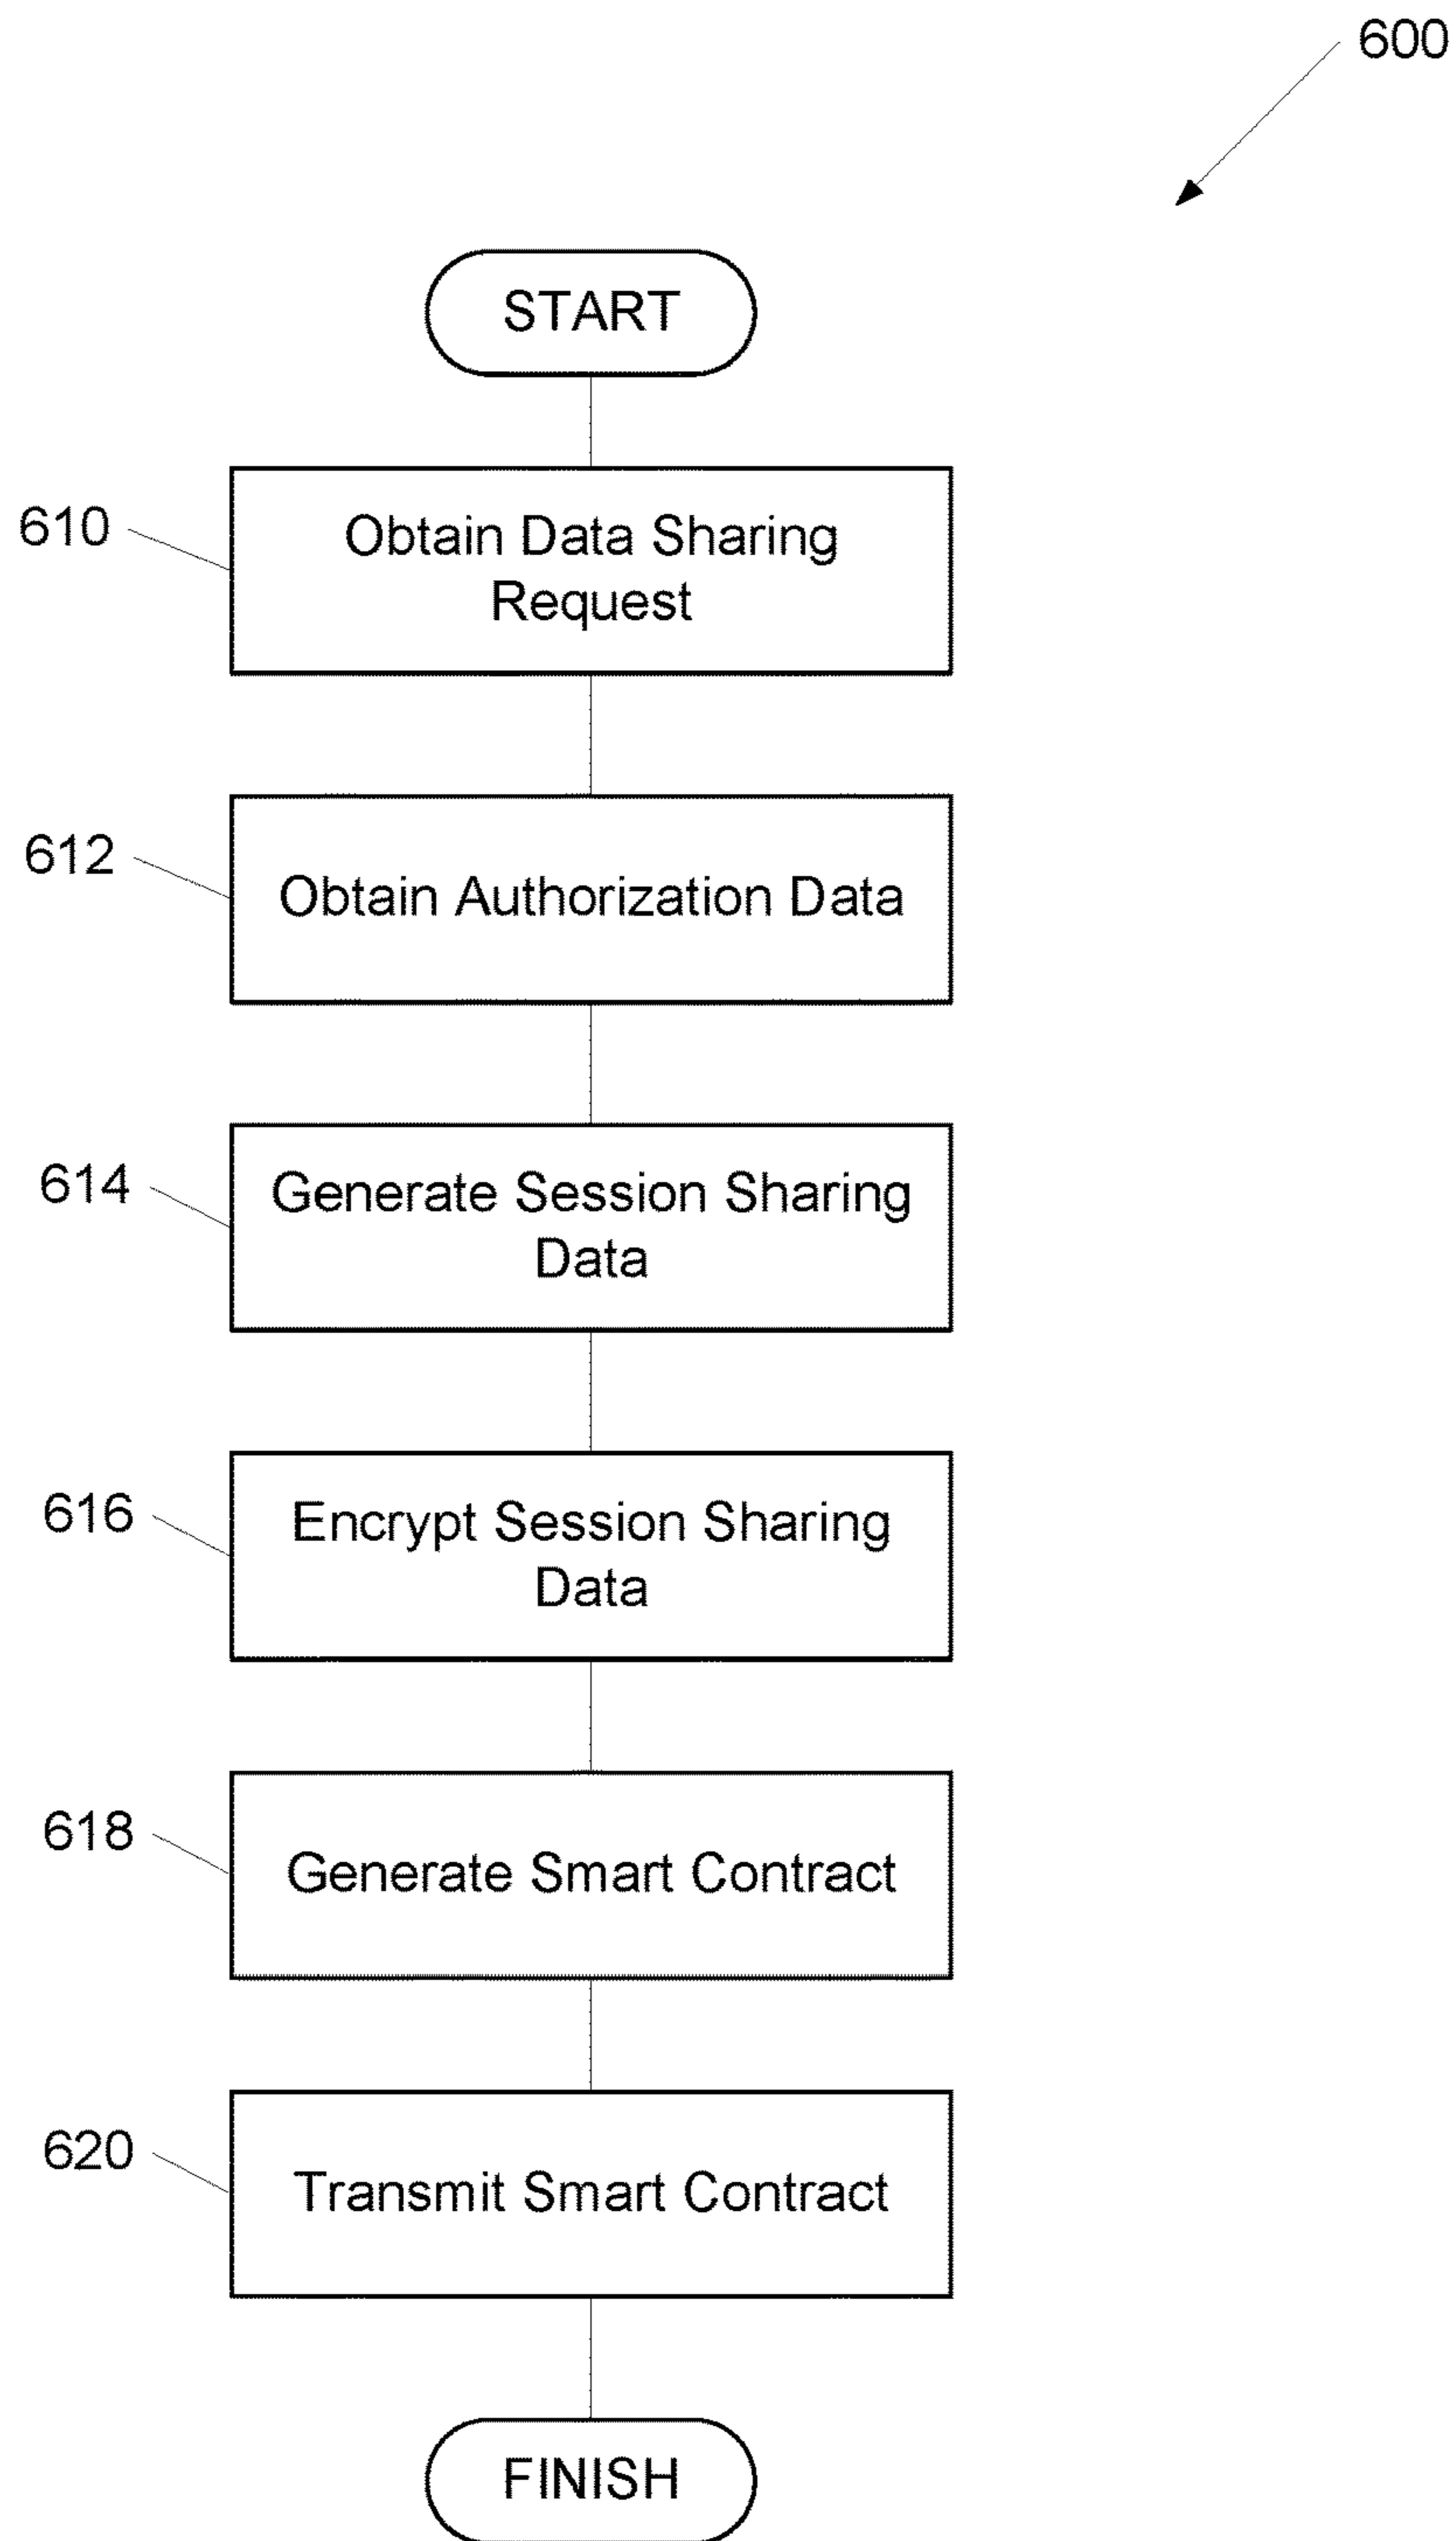 600
START
610
Obtain Data Sharing
Request
612
Obtain Authorization Data
614
Generate Session Sharing
Data
616
Encrypt Session Sharing
Data
618
Generate Smart Contract
620
Transmit Smart Contract
FINISH